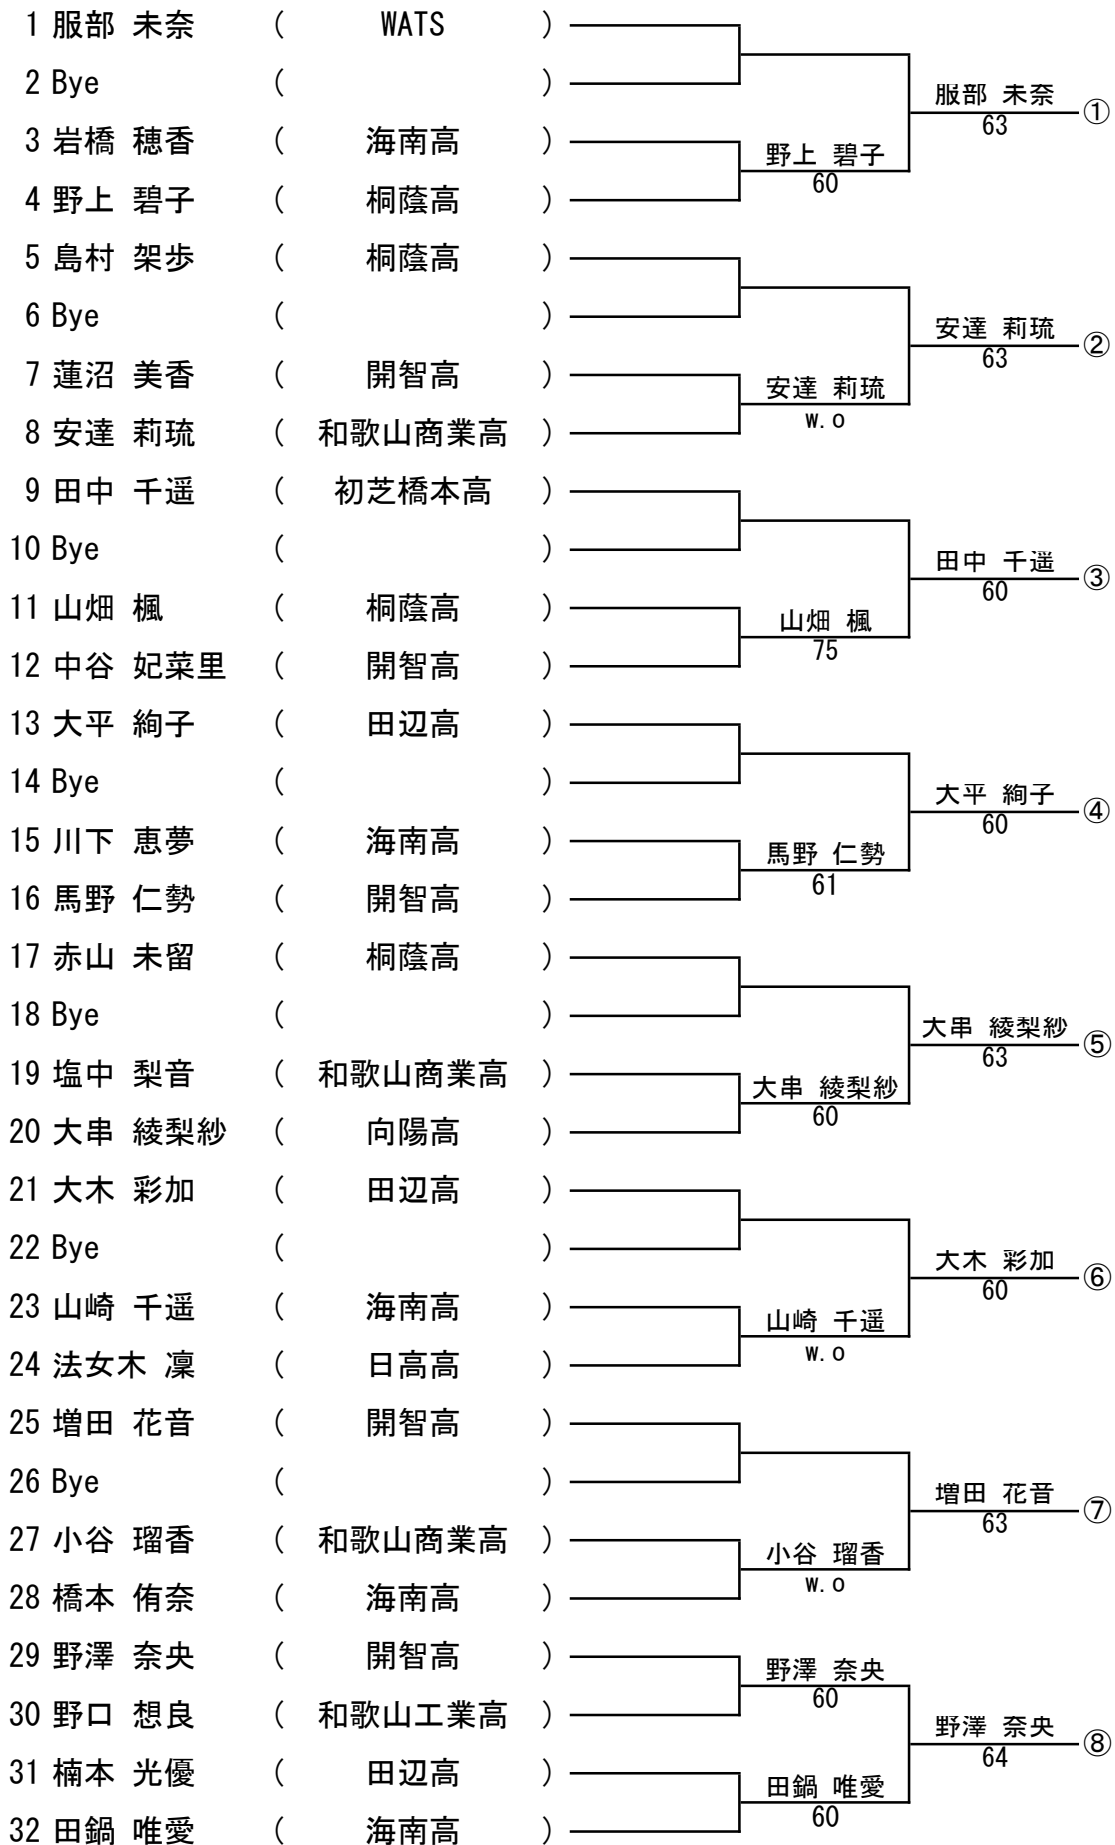 1 服部 未奈 ( WATS )
2 Bye ( )
服部 未奈 ①
63
3 岩橋 穂香 ( 海南高 )
野上 碧子
60
4 野上 碧子 ( 桐蔭高 )
5 島村 架歩 ( 桐蔭高 )
6 Bye ( )
安達 莉琉 ②
63
7 蓮沼 美香 ( 開智高 )
安達 莉琉
w.o
8 安達 莉琉 ( 和歌山商業高 )
9 田中 千遥 ( 初芝橋本高 )
10 Bye ( )
田中 千遥 ③
60
11 山畑 楓 ( 桐蔭高 )
山畑 楓
75
12 中谷 妃菜里 ( 開智高 )
13 大平 絢子 ( 田辺高 )
14 Bye ( )
大平 絢子 ④
60
15 川下 恵夢 ( 海南高 )
馬野 仁勢
61
16 馬野 仁勢 ( 開智高 )
17 赤山 未留 ( 桐蔭高 )
18 Bye ( )
大串 綾梨紗 ⑤
63
19 塩中 梨音 ( 和歌山商業高 )
大串 綾梨紗
60
20 大串 綾梨紗 ( 向陽高 )
21 大木 彩加 ( 田辺高 )
22 Bye ( )
大木 彩加 ⑥
60
23 山崎 千遥 ( 海南高 )
山崎 千遥
w.o
24 法女木 凜 ( 日高高 )
25 増田 花音 ( 開智高 )
26 Bye ( )
増田 花音 ⑦
63
27 小谷 瑠香 ( 和歌山商業高 )
小谷 瑠香
w.o
28 橋本 侑奈 ( 海南高 )
29 野澤 奈央 ( 開智高 )
野澤 奈央
60
30 野口 想良 ( 和歌山工業高 )
野澤 奈央 ⑧
64
31 楠本 光優 ( 田辺高 )
田鍋 唯愛
60
32 田鍋 唯愛 ( 海南高 )